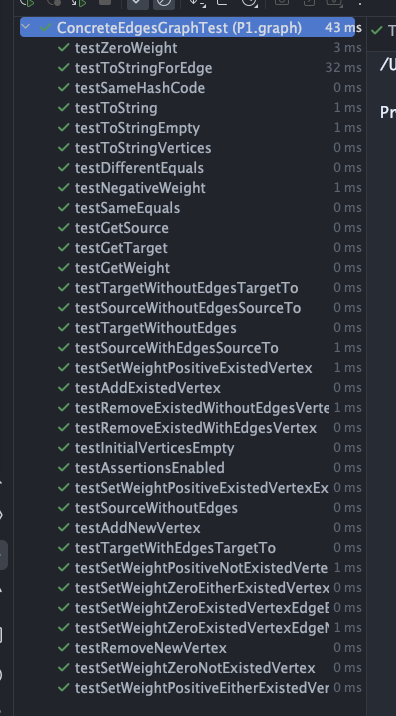 ConcreteEdgesGraphTest (P1.graph) 43 ms
testZeroWeight 3 ms
testToStringForEdge 32 ms
testSameHashCode 0 ms
testToString 1 ms
testToStringEmpty 1 ms
testToStringVertices 0 ms
testDifferentEquals 0 ms
testNegativeWeight 1 ms
testSameEquals 0 ms
testGetSource 0 ms
testGetTarget 0 ms
testGetWeight 0 ms
testTargetWithoutEdgesTargetTo 0 ms
testSourceWithoutEdgesSourceTo 0 ms
testTargetWithoutEdges 0 ms
testSourceWithEdgesSourceTo 1 ms
testSetWeightPositiveExistedVertex 1 ms
testAddExistedVertex 0 ms
testRemoveExistedWithoutEdgesVerte 1 ms
testRemoveExistedWithEdgesVertex 0 ms
testInitialVerticesEmpty 0 ms
testAssertionsEnabled 0 ms
testSetWeightPositiveExistedVertexEx 0 ms
testSourceWithoutEdges 0 ms
testAddNewVertex 0 ms
testTargetWithEdgesTargetTo 0 ms
testSetWeightPositiveNotExistedVerte 1 ms
testSetWeightZeroEitherExistedVertex 0 ms
testSetWeightZeroExistedVertexEdgeE 0 ms
testSetWeightZeroExistedVertexEdgeN 1 ms
testRemoveNewVertex 0 ms
testSetWeightZeroNotExistedVertex 0 ms
testSetWeightPositiveEitherExistedVer 0 ms
/U
Pr